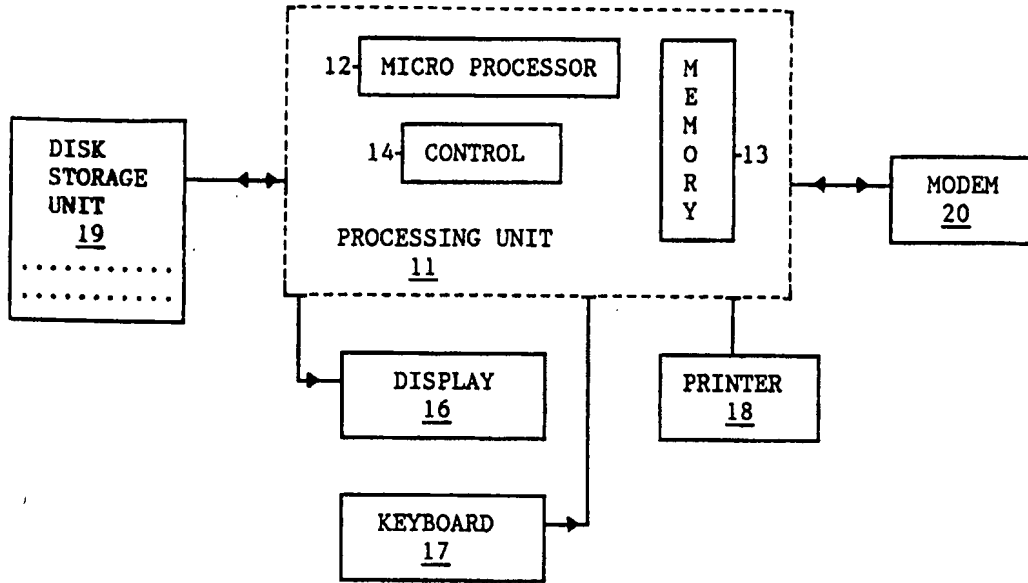 12 MICRO PROCESSOR
14 CONTROL
M
E
M
O
R
Y
13
PROCESSING UNIT
11
DISK
STORAGE
UNIT
19
MODEM
20
DISPLAY
16
PRINTER
18
KEYBOARD
17